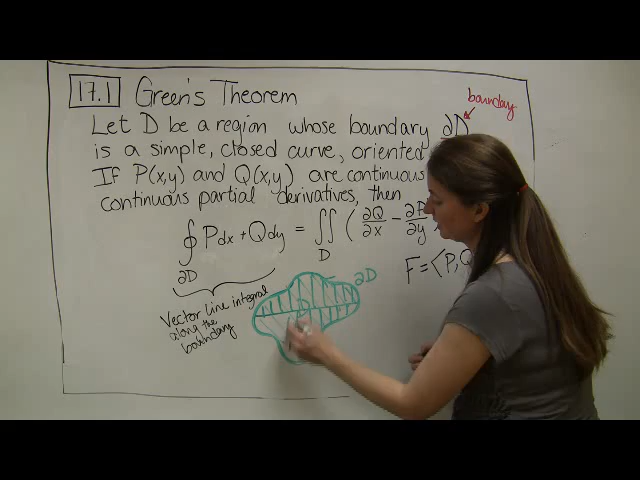 17.1 Green's Theorem
boundary
Let D be a region whose boundary ∂D
is a simple, closed curve, oriented
If P(x,y) and Q(x,y) are continuous
continuous partial derivatives, then
∮ Pdx + Qdy = ∬ ( ∂Q/∂x − ∂P/∂y
∂D D
F = ⟨P, Q
∂D
D
Vector line integral
along the
boundary